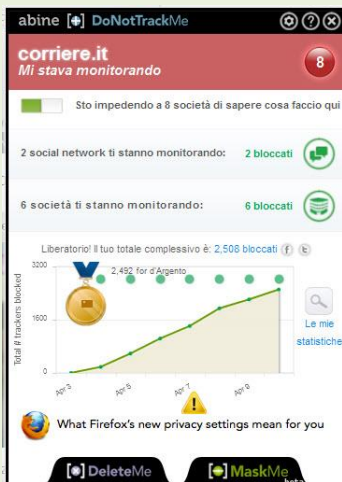 abine [+] DoNotTrackMe
corriere.it
Mi stava monitorando
8
Sto impedendo a 8 società di sapere cosa faccio qui
2 social network ti stanno monitorando: 2 bloccati
6 società ti stanno monitorando: 6 bloccati
Liberatorio! Il tuo totale complessivo è: 2,508 bloccati
3200
2,492 for d'Argento
1600
0
Total # trackers blocked
Apr 3
Apr 5
Apr 7
Apr 9
Le mie
statistiche
What Firefox's new privacy settings mean for you
DeleteMe
MaskMe
beta